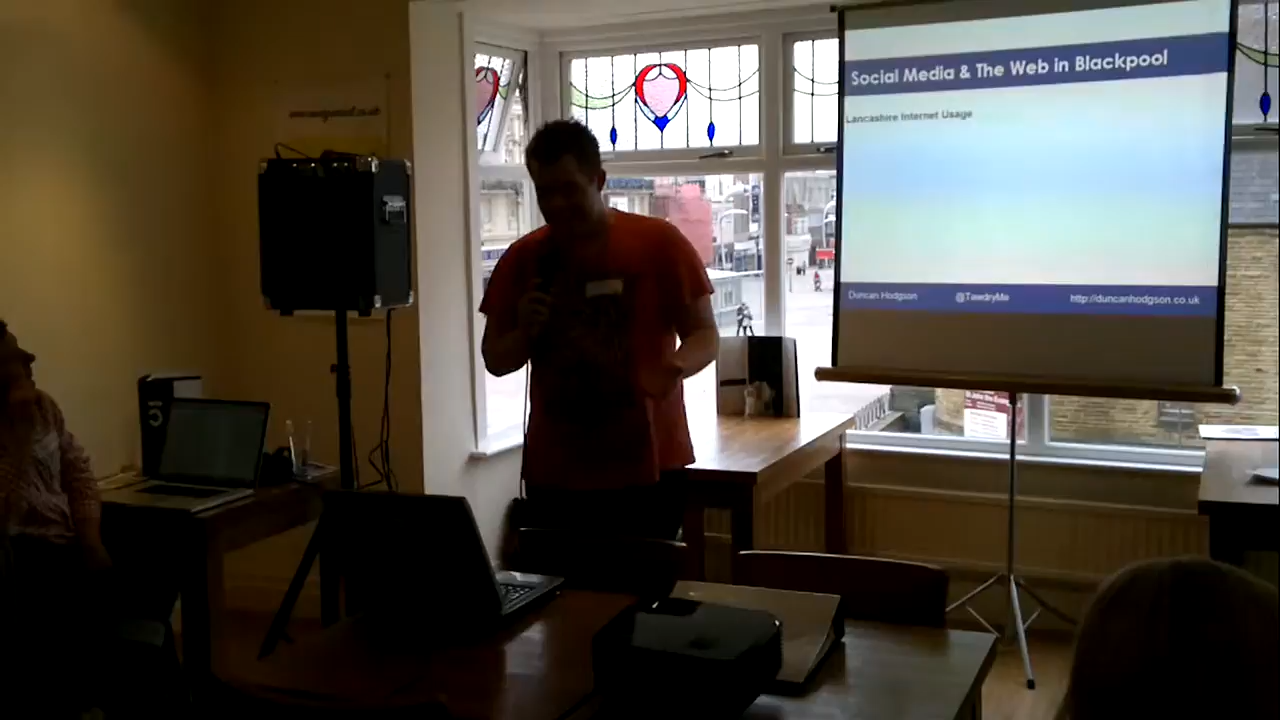 Social Media & The Web in Blackpool
Lancashire Internet Usage
Duncan Hodgson @TawdryMe http://duncanhodgson.co.uk